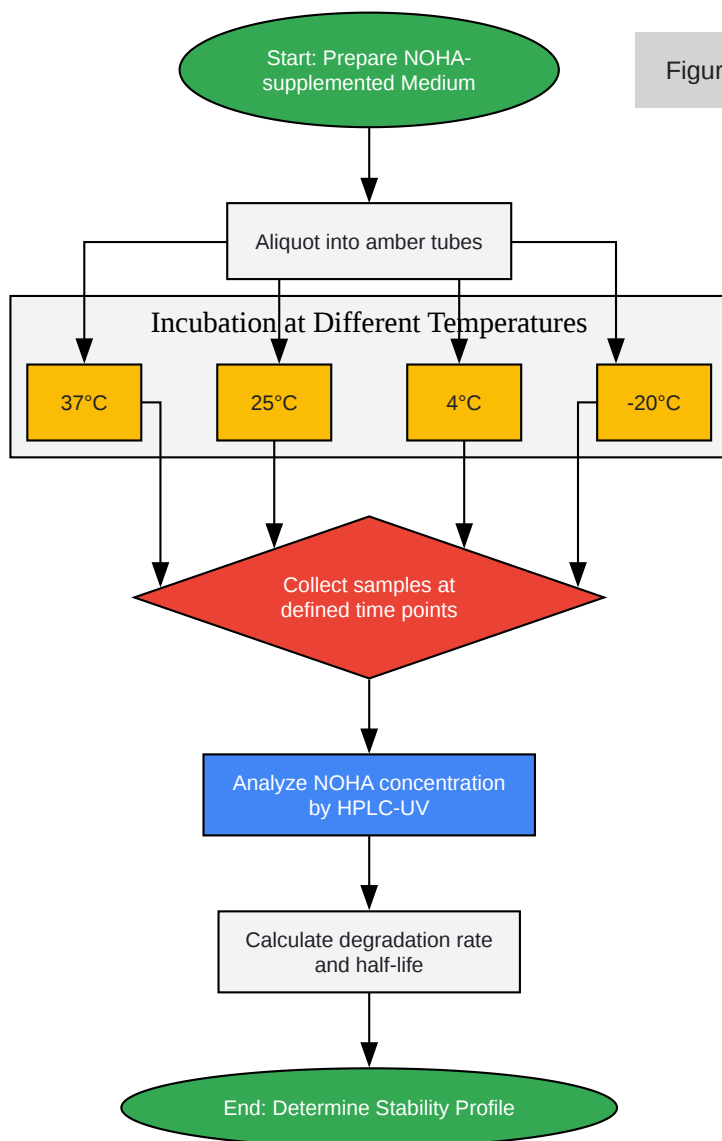 Start: Prepare NOHA-
supplemented Medium
Figur
Aliquot into amber tubes
Incubation at Different Temperatures
37°C
25°C
4°C
-20°C
Collect samples at
defined time points
Analyze NOHA concentration
by HPLC-UV
Calculate degradation rate
and half-life
End: Determine Stability Profile